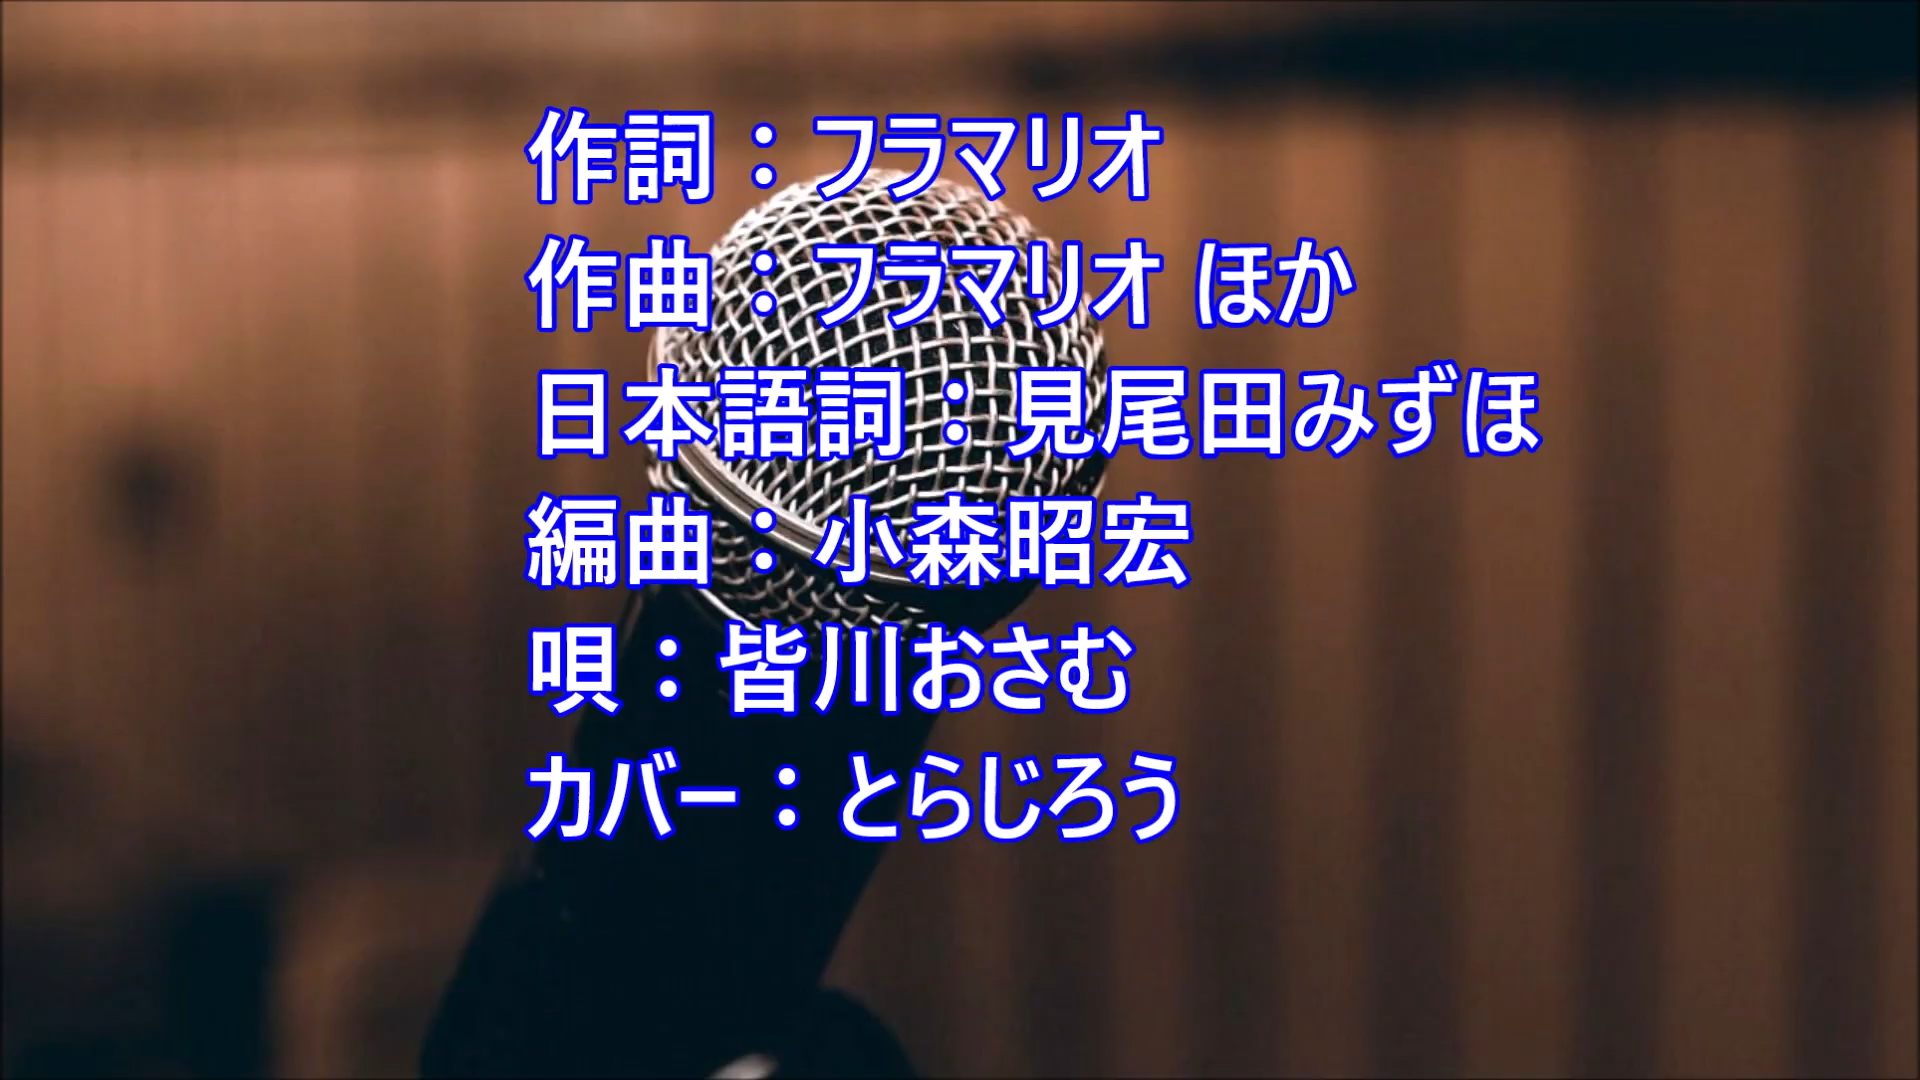 作詞：フラマリオ
作曲：フラマリオ ほか
日本語詞：見尾田みずほ
編曲：小森昭宏
唄：皆川おさむ
カバー：とらじろう